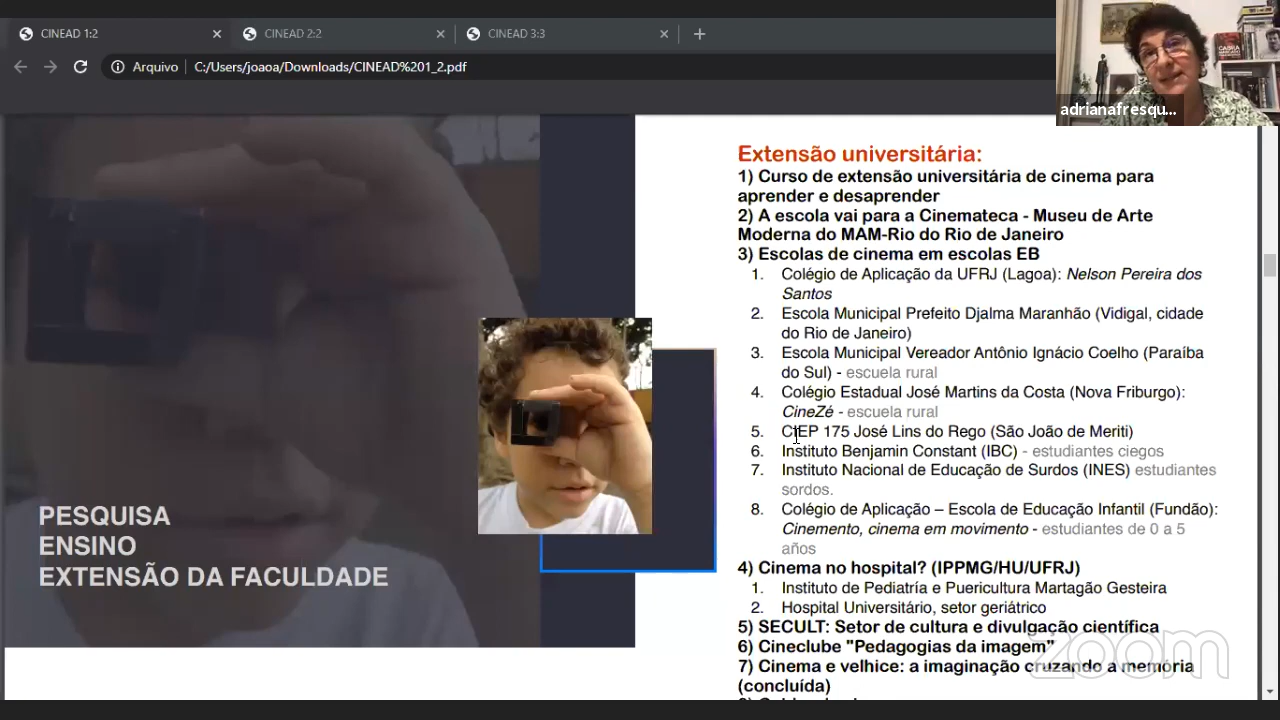 CINEAD 1:2
CINEAD 2:2
CINEAD 3:3
Arquivo
C:/Users/joaoa/Downloads/CINEAD%201_2.pdf
adrianafresqu...
PESQUISA
ENSINO
EXTENSÃO DA FACULDADE
Extensão universitária:
1) Curso de extensão universitária de cinema para
aprender e desaprender
2) A escola vai para a Cinemateca - Museu de Arte
Moderna do MAM-Rio do Rio de Janeiro
3) Escolas de cinema em escolas EB
1. Colégio de Aplicação da UFRJ (Lagoa): Nelson Pereira dos
Santos
2. Escola Municipal Prefeito Djalma Maranhão (Vidigal, cidade
do Rio de Janeiro)
3. Escola Municipal Vereador Antônio Ignácio Coelho (Paraíba
do Sul) - escuela rural
4. Colégio Estadual José Martins da Costa (Nova Friburgo):
CineZé - escuela rural
5. CIEP 175 José Lins do Rego (São João de Meriti)
6. Instituto Benjamin Constant (IBC) - estudiantes ciegos
7. Instituto Nacional de Educação de Surdos (INES) estudiantes
sordos.
8. Colégio de Aplicação – Escola de Educação Infantil (Fundão):
Cinemento, cinema em movimento - estudiantes de 0 a 5
años
4) Cinema no hospital? (IPPMG/HU/UFRJ)
1. Instituto de Pediatría e Puericultura Martagão Gesteira
2. Hospital Universitário, setor geriátrico
5) SECULT: Setor de cultura e divulgação científica
6) Cineclube "Pedagogias da imagem"
7) Cinema e velhice: a imaginação cruzando a memória
(concluída)
zoom